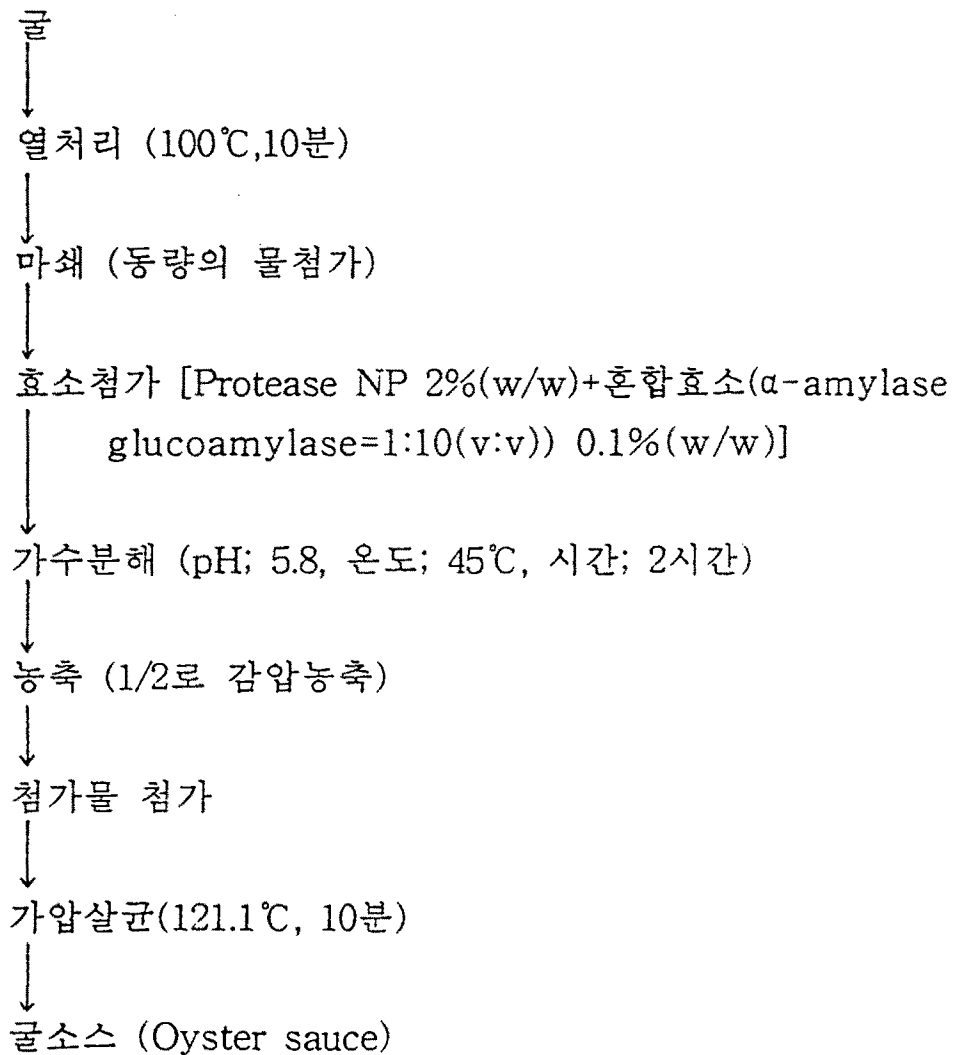 굴
열처리 (100℃,10분)
마쇄 (동량의 물첨가)
효소첨가 [Protease NP 2%(w/w)+혼합효소(α-amylase
glucoamylase=1:10(v:v)) 0.1%(w/w)]
가수분해 (pH; 5.8, 온도; 45℃, 시간; 2시간)
농축 (1/2로 감압농축)
첨가물 첨가
가압살균(121.1℃, 10분)
굴소스 (Oyster sauce)